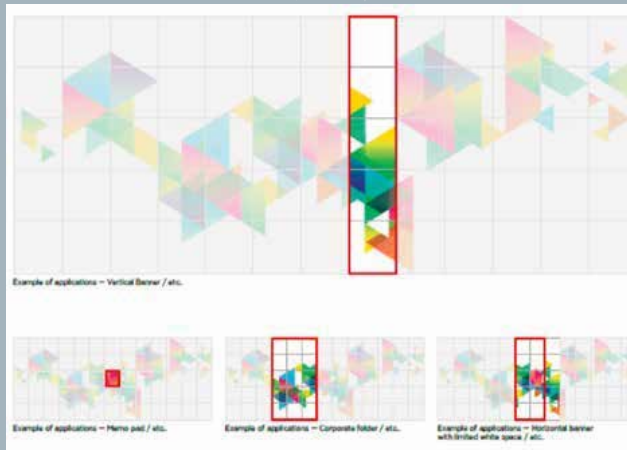 Example of applications — Vertical Banner / etc.
Example of applications — Memo pad / etc.
Example of applications — Corporate folder / etc.
Example of applications — Horizontal banner
with limited white space / etc.